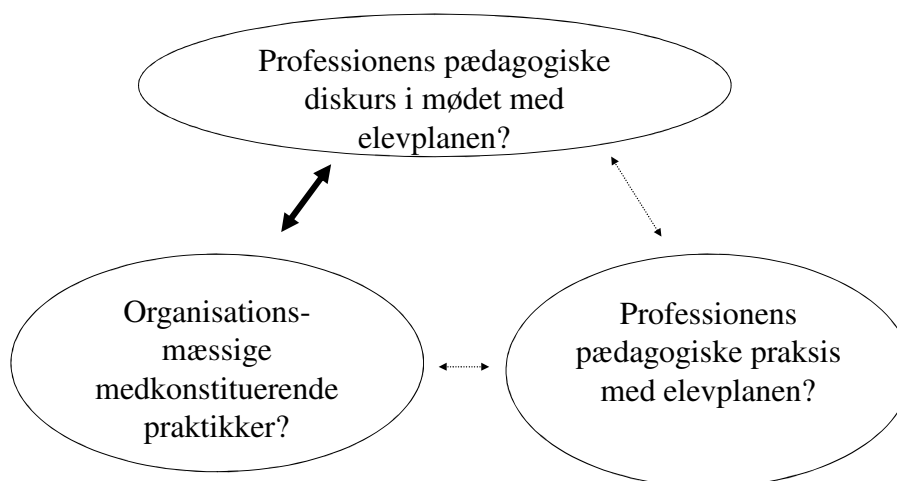 Professionens pædagogiske
diskurs i mødet med
elevplanen?
Organisations-
mæssige
medkonstituerende
praktikker?
Professionens
pædagogiske praksis
med elevplanen?